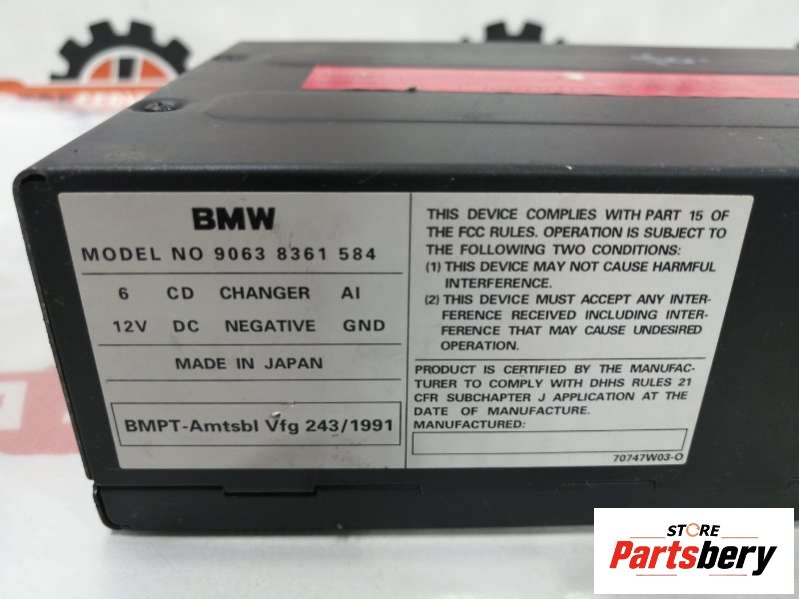 BMW
MODEL NO 9063 8361 584
6 CD CHANGER AI
12V DC NEGATIVE GND
MADE IN JAPAN
BMPT-Amtsbl Vfg 243/1991
THIS DEVICE COMPLIES WITH PART 15 OF
THE FCC RULES. OPERATION IS SUBJECT TO
THE FOLLOWING TWO CONDITIONS:
(1) THIS DEVICE MAY NOT CAUSE HARMFUL
INTERFERENCE.
(2) THIS DEVICE MUST ACCEPT ANY INTER-
FERENCE RECEIVED INCLUDING INTER-
FERENCE THAT MAY CAUSE UNDESIRED
OPERATION.
PRODUCT IS CERTIFIED BY THE MANUFAC-
TURER TO COMPLY WITH DHHS RULES 21
CFR SUBCHAPTER J APPLICATION AT THE
DATE OF MANUFACTURE.
MANUFACTURED:
70747W03-O
STORE
Partsbery